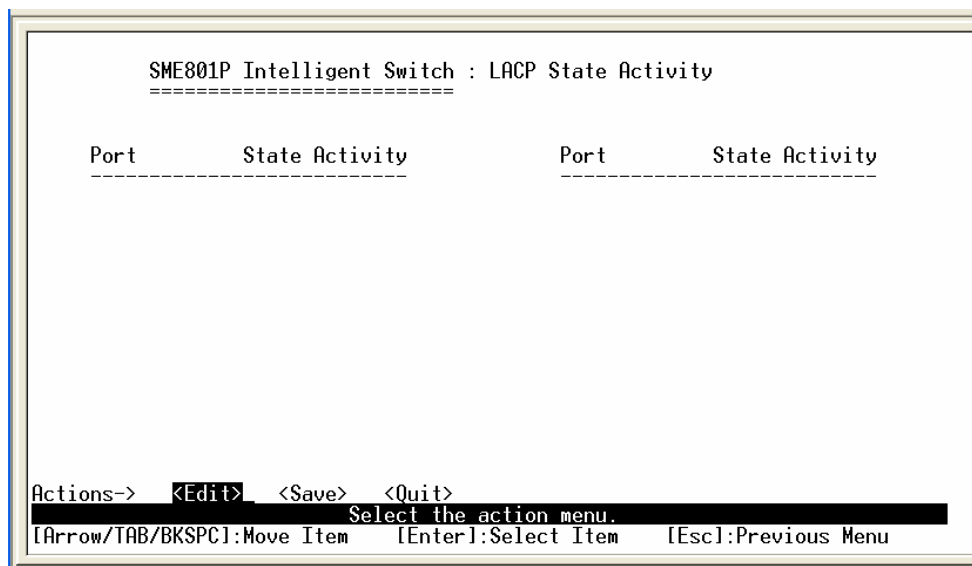 SME801P Intelligent Switch : LACP State Activity
==========================
Port State Activity Port State Activity
--------------------------- ---------------------------
Actions-> <Edit>_ <Save> <Quit>
Select the action menu.
[Arrow/TAB/BKSPC]:Move Item [Enter]:Select Item [Esc]:Previous Menu